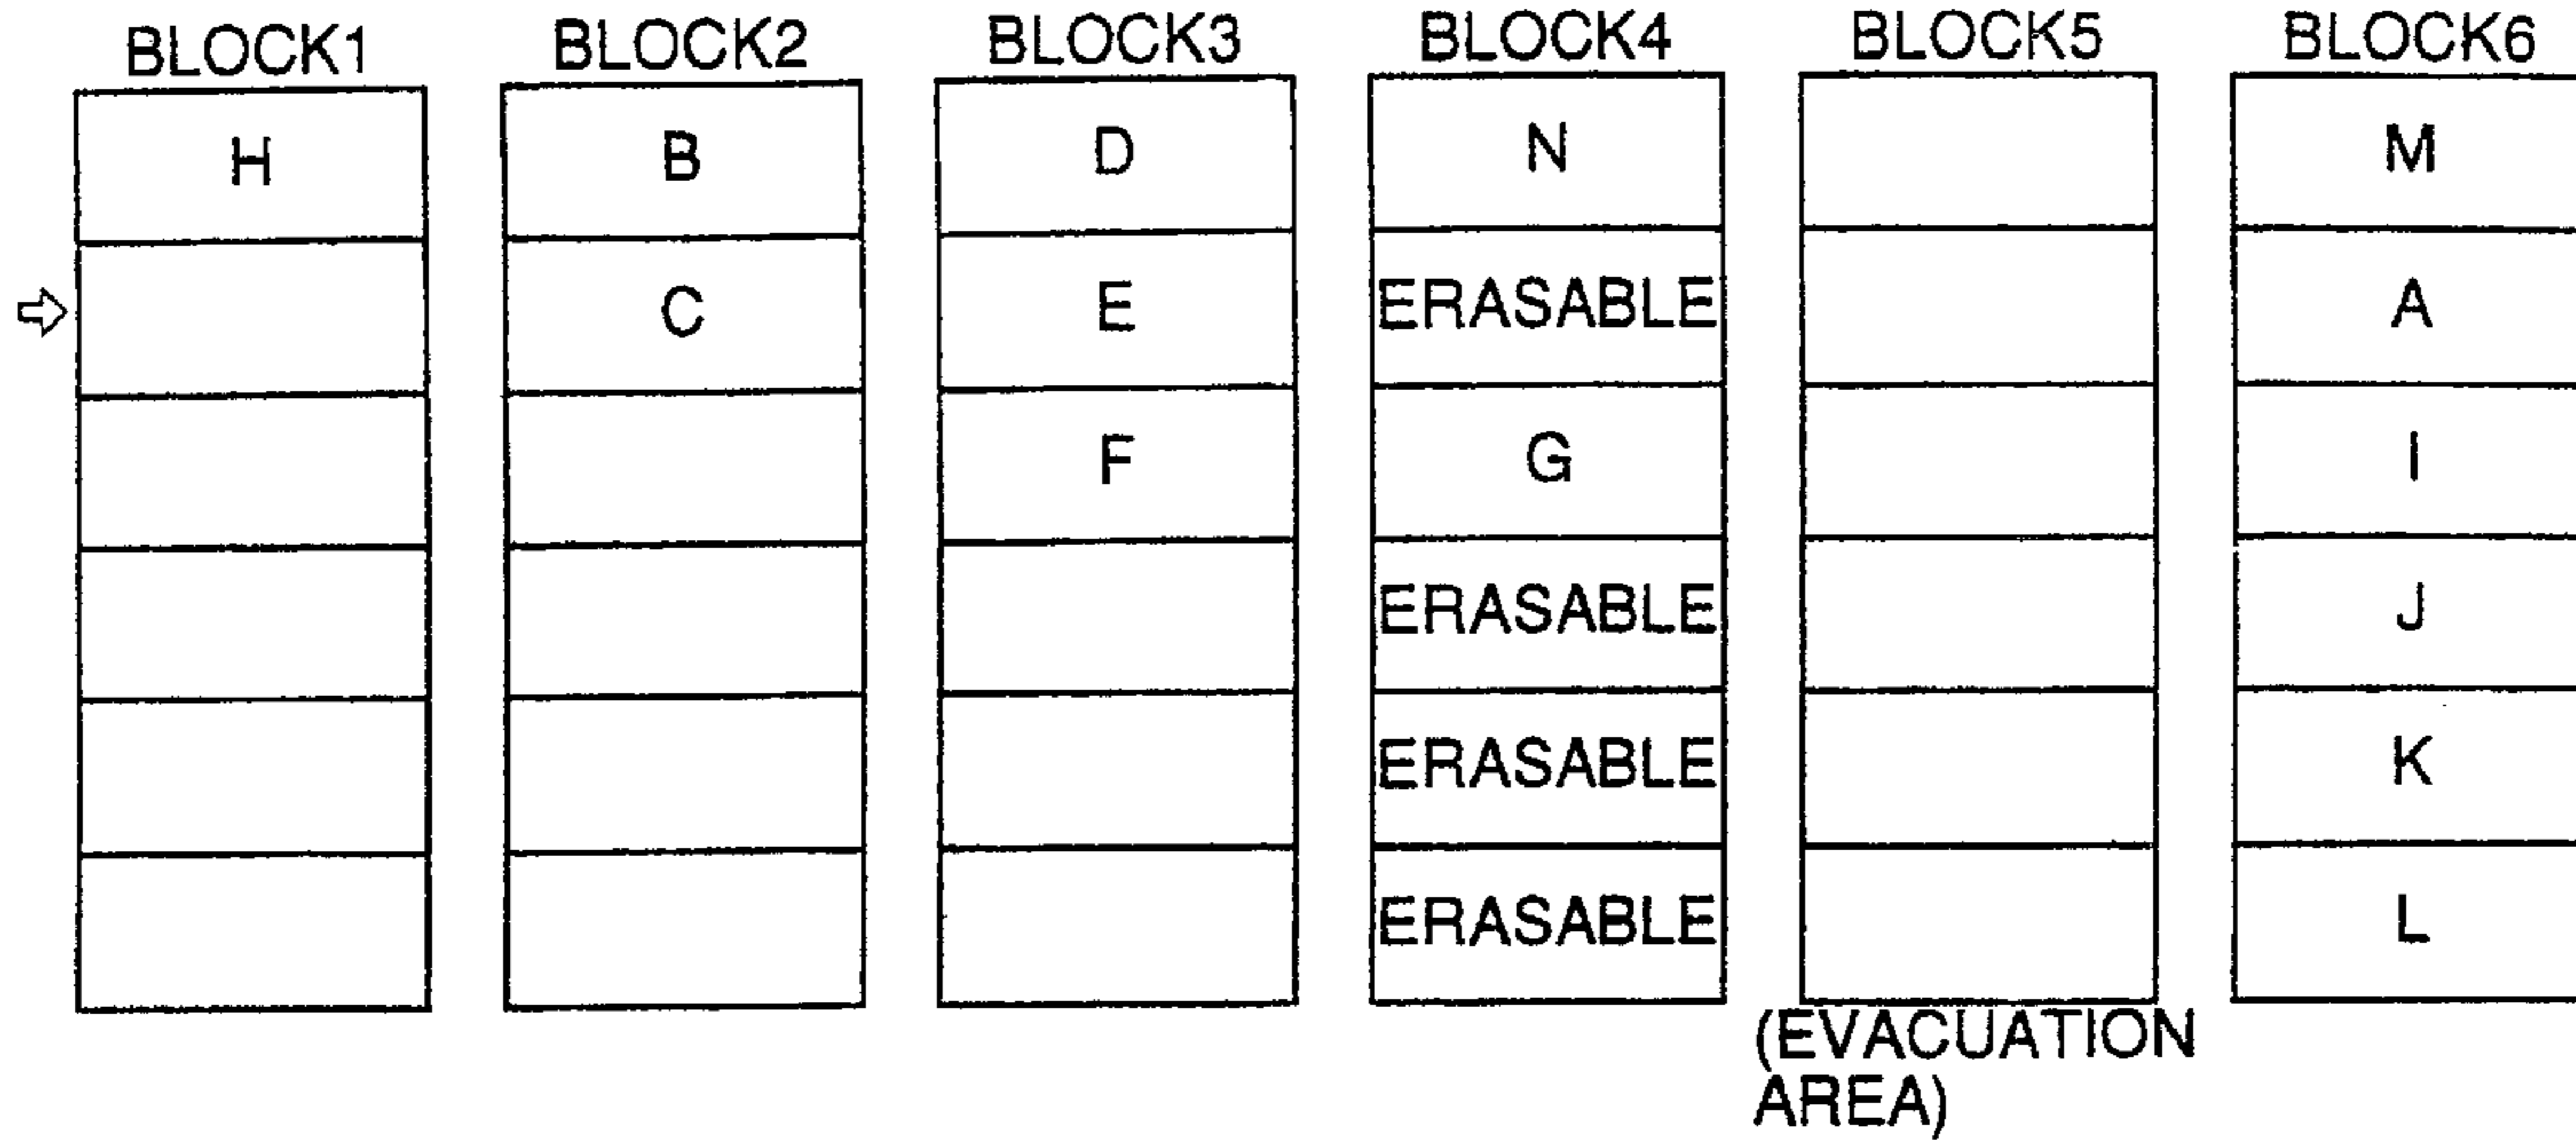 BLOCK1 BLOCK2 BLOCK3 BLOCK4 BLOCK5 BLOCK6
H B D N M
C E ERASABLE A
F G I
ERASABLE J
ERASABLE K
ERASABLE L
(EVACUATION
AREA)